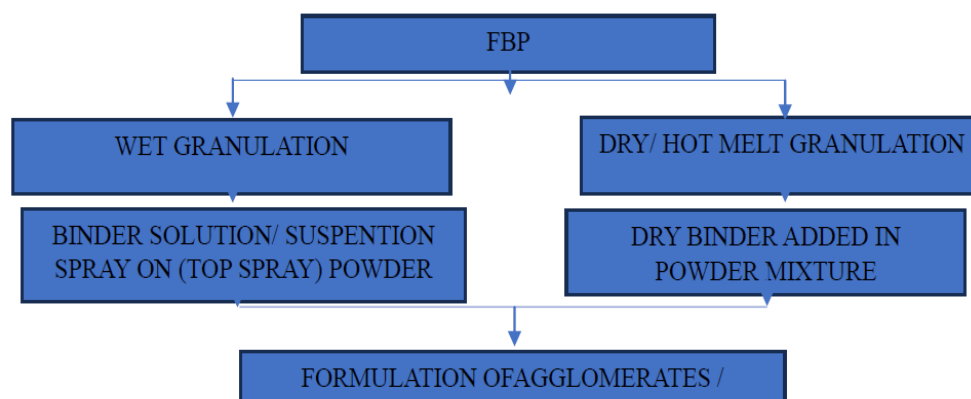 FBP
WET GRANULATION
DRY/ HOT MELT GRANULATION
BINDER SOLUTION/ SUSPENTION
SPRAY ON (TOP SPRAY) POWDER
DRY BINDER ADDED IN
POWDER MIXTURE
FORMULATION OFAGGLOMERATES /